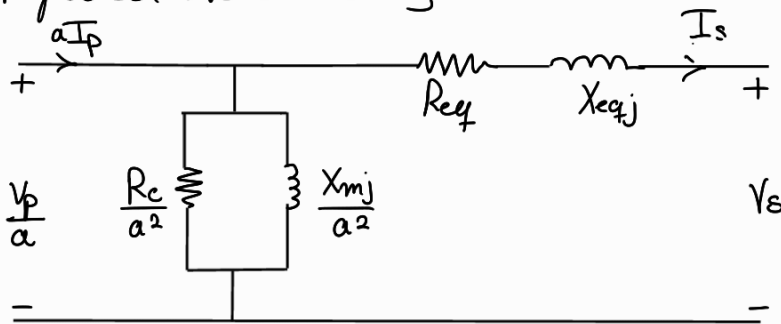 aIp
Is
+
Req
Xeqj
+
Vp/a
Rc/a²
Xmj/a²
Vs
−
−